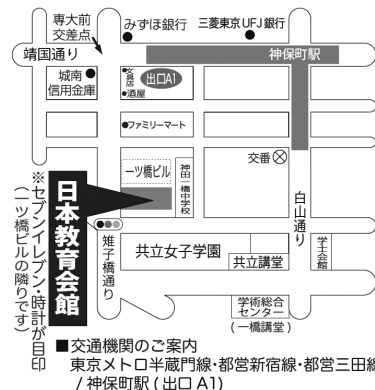 専大前
交差点
みずほ銀行
三菱東京UFJ銀行
靖国通り
神保町駅
城南
信用金庫
文具店
出口A1
酒屋
ファミリーマート
交番
一ツ橋ビル
神田一橋中学校
日本教育会館
※セブンイレブン・時計が目印
(一ツ橋ビルの隣りです)
雉子橋通り
白山通り
共立女子学園
共立講堂
学士会館
学術総合
センター
(一橋講堂)
■交通機関のご案内
東京メトロ半蔵門線・都営新宿線・都営三田線
/ 神保町駅 ( 出口 A1)